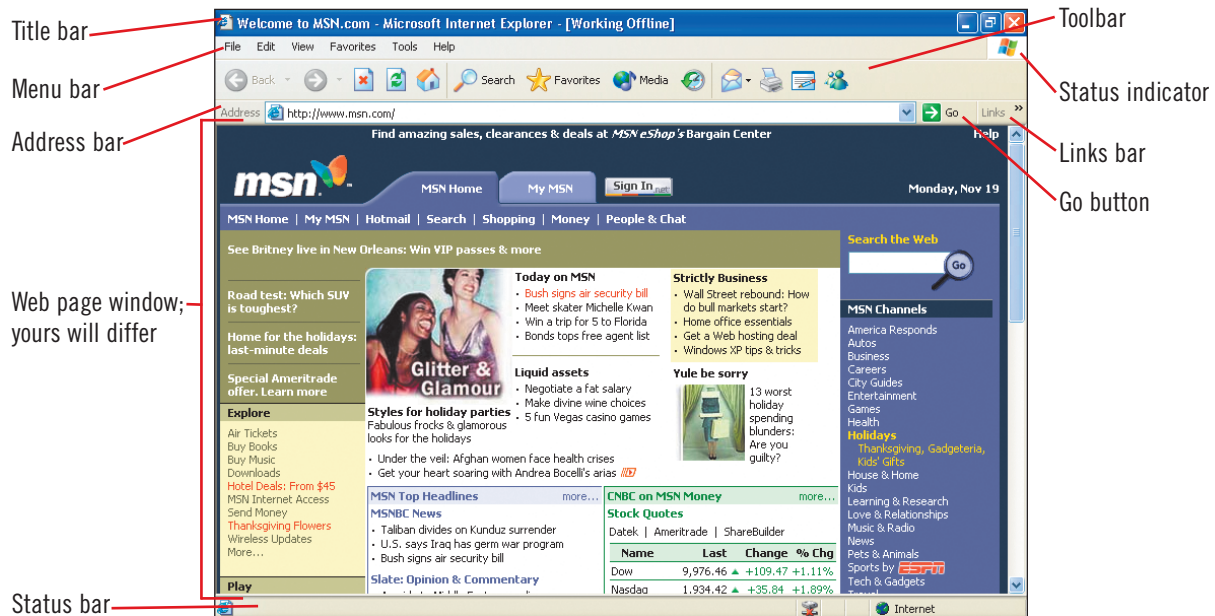 Title bar
Menu bar
Address bar
Web page window;
yours will differ
Status bar
Toolbar
Status indicator
Links bar
Go button
Welcome to MSN.com - Microsoft Internet Explorer - [Working Offline]
File Edit View Favorites Tools Help
Back Search Favorites Media
Address http://www.msn.com/ Go Links »
Find amazing sales, clearances & deals at MSN eShop's Bargain Center Help
msn
MSN Home My MSN Sign In .net Monday, Nov 19
MSN Home | My MSN | Hotmail | Search | Shopping | Money | People & Chat
See Britney live in New Orleans: Win VIP passes & more
Road test: Which SUV
is toughest?
Home for the holidays:
last-minute deals
Special Ameritrade
offer. Learn more
Explore
Air Tickets
Buy Books
Buy Music
Downloads
Hotel Deals: From $45
MSN Internet Access
Send Money
Thanksgiving Flowers
Wireless Updates
More...
Play
Glitter &
Glamour
Styles for holiday parties
Fabulous frocks & glamorous
looks for the holidays
• Under the veil: Afghan women face health crises
• Get your heart soaring with Andrea Bocelli's arias
Today on MSN
• Bush signs air security bill
• Meet skater Michelle Kwan
• Win a trip for 5 to Florida
• Bonds tops free agent list
Liquid assets
• Negotiate a fat salary
• Make divine wine choices
• 5 fun Vegas casino games
Strictly Business
• Wall Street rebound: How
do bull markets start?
• Home office essentials
• Get a Web hosting deal
• Windows XP tips & tricks
Yule be sorry
13 worst
holiday
spending
blunders:
Are you
guilty?
MSN Top Headlines more...
MSNBC News
• Taliban divides on Kunduz surrender
• U.S. says Iraq has germ war program
• Bush signs air security bill
Slate: Opinion & Commentary
CNBC on MSN Money more...
Stock Quotes
Datek | Ameritrade | ShareBuilder
Name Last Change % Chg
Dow 9,976.46 +109.47 +1.11%
Nasdaq 1,934.42 +35.84 +1.89%
Search the Web
Go
MSN Channels
America Responds
Autos
Business
Careers
City Guides
Entertainment
Games
Health
Holidays
Thanksgiving, Gadgeteria,
Kids' Gifts
House & Home
Kids
Learning & Research
Love & Relationships
Music & Radio
News
Pets & Animals
Sports by ESPN
Tech & Gadgets
Travel
Internet